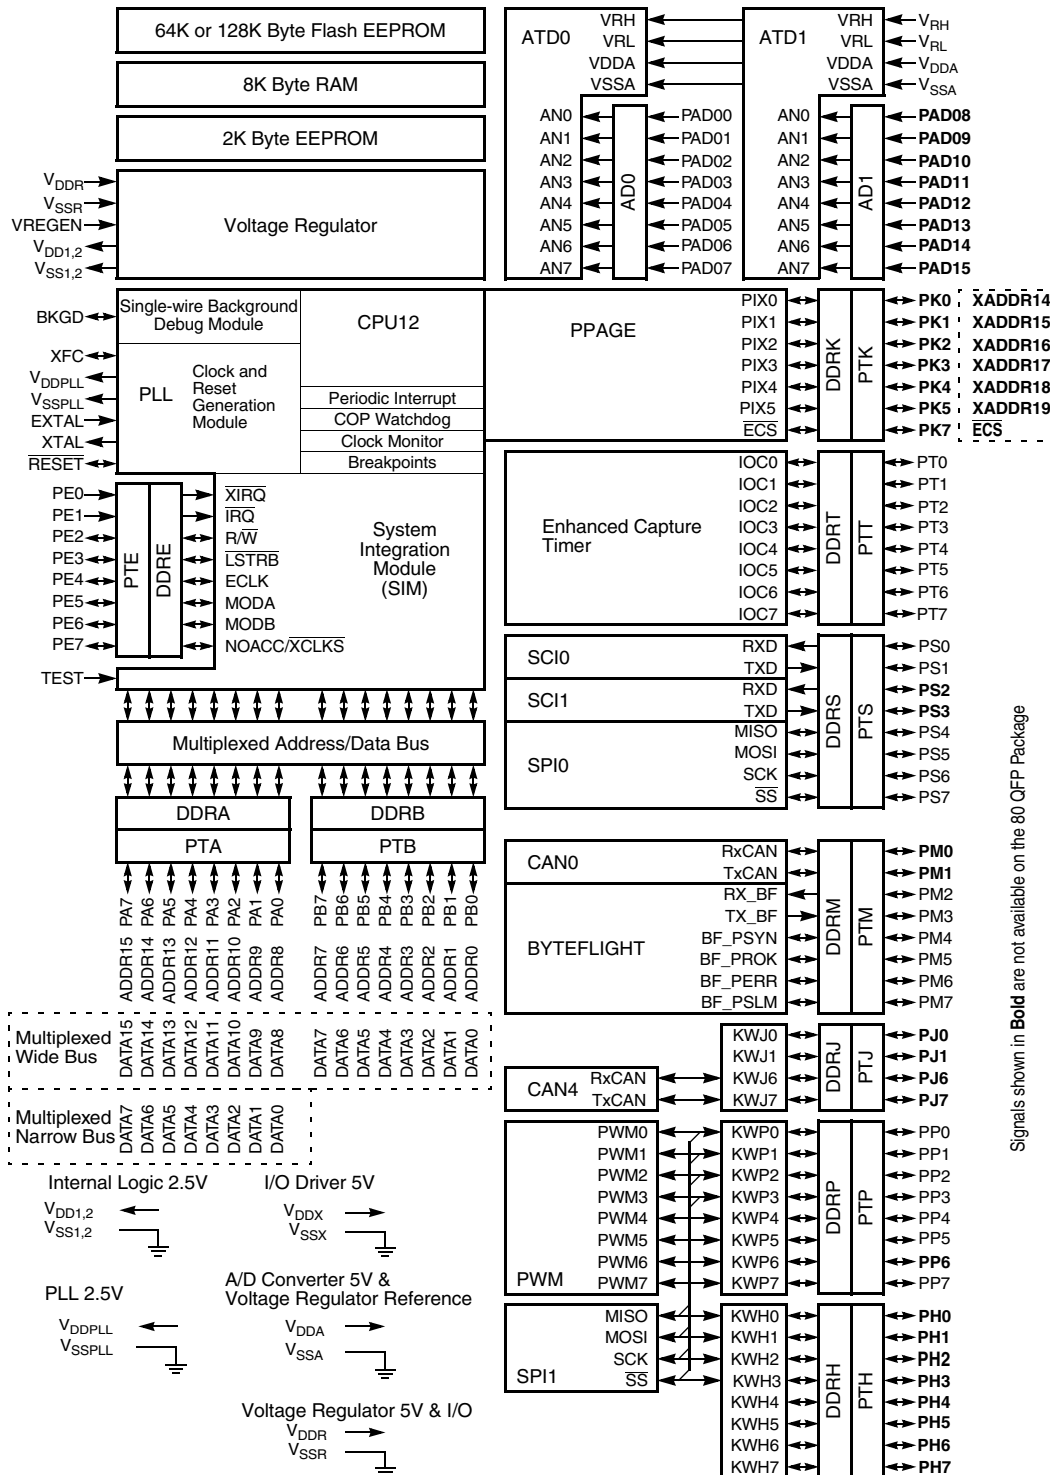 64K or 128K Byte Flash EEPROM
8K Byte RAM
2K Byte EEPROM
VDDR
VSSR
VREGEN
VDD1,2
VSS1,2
Voltage Regulator
ATD0
VRH
VRL
VDDA
VSSA
AN0
AN1
AN2
AN3
AN4
AN5
AN6
AN7
AD0
PAD00
PAD01
PAD02
PAD03
PAD04
PAD05
PAD06
PAD07
ATD1
VRH
VRL
VDDA
VSSA
VRH
VRL
VDDA
VSSA
AN0
AN1
AN2
AN3
AN4
AN5
AN6
AN7
AD1
PAD08
PAD09
PAD10
PAD11
PAD12
PAD13
PAD14
PAD15
BKGD
XFC
VDDPLL
VSSPLL
EXTAL
XTAL
RESET
Single-wire Background
Debug Module
CPU12
PLL
Clock and
Reset
Generation
Module
Periodic Interrupt
COP Watchdog
Clock Monitor
Breakpoints
PPAGE
PIX0
PIX1
PIX2
PIX3
PIX4
PIX5
ECS
DDRK
PTK
PK0 XADDR14
PK1 XADDR15
PK2 XADDR16
PK3 XADDR17
PK4 XADDR18
PK5 XADDR19
PK7 ECS
PE0
PE1
PE2
PE3
PE4
PE5
PE6
PE7
TEST
PTE
DDRE
XIRQ
IRQ
R/W
LSTRB
ECLK
MODA
MODB
NOACC/XCLKS
System
Integration
Module
(SIM)
Enhanced Capture
Timer
IOC0
IOC1
IOC2
IOC3
IOC4
IOC5
IOC6
IOC7
DDRT
PTT
PT0
PT1
PT2
PT3
PT4
PT5
PT6
PT7
SCI0
RXD
TXD
SCI1
RXD
TXD
SPI0
MISO
MOSI
SCK
SS
DDRS
PTS
PS0
PS1
PS2
PS3
PS4
PS5
PS6
PS7
Multiplexed Address/Data Bus
DDRA
PTA
DDRB
PTB
PA7 PA6 PA5 PA4 PA3 PA2 PA1 PA0 PB7 PB6 PB5 PB4 PB3 PB2 PB1 PB0
ADDR15 ADDR14 ADDR13 ADDR12 ADDR11 ADDR10 ADDR9 ADDR8 ADDR7 ADDR6 ADDR5 ADDR4 ADDR3 ADDR2 ADDR1 ADDR0
Multiplexed
Wide Bus
DATA15 DATA14 DATA13 DATA12 DATA11 DATA10 DATA9 DATA8 DATA7 DATA6 DATA5 DATA4 DATA3 DATA2 DATA1 DATA0
Multiplexed
Narrow Bus
DATA7 DATA6 DATA5 DATA4 DATA3 DATA2 DATA1 DATA0
CAN0
RxCAN
TxCAN
BYTEFLIGHT
RX_BF
TX_BF
BF_PSYN
BF_PROK
BF_PERR
BF_PSLM
DDRM
PTM
PM0
PM1
PM2
PM3
PM4
PM5
PM6
PM7
CAN4
RxCAN
TxCAN
KWJ0
KWJ1
KWJ6
KWJ7
DDRJ
PTJ
PJ0
PJ1
PJ6
PJ7
PWM
PWM0
PWM1
PWM2
PWM3
PWM4
PWM5
PWM6
PWM7
KWP0
KWP1
KWP2
KWP3
KWP4
KWP5
KWP6
KWP7
DDRP
PTP
PP0
PP1
PP2
PP3
PP4
PP5
PP6
PP7
SPI1
MISO
MOSI
SCK
SS
KWH0
KWH1
KWH2
KWH3
KWH4
KWH5
KWH6
KWH7
DDRH
PTH
PH0
PH1
PH2
PH3
PH4
PH5
PH6
PH7
Internal Logic 2.5V
VDD1,2
VSS1,2
I/O Driver 5V
VDDX
VSSX
PLL 2.5V
VDDPLL
VSSPLL
A/D Converter 5V &
Voltage Regulator Reference
VDDA
VSSA
Voltage Regulator 5V & I/O
VDDR
VSSR
Signals shown in Bold are not available on the 80 QFP Package